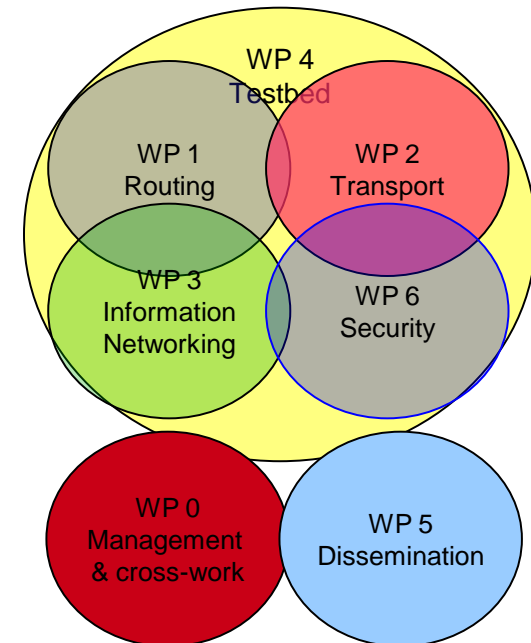 WP 4
Testbed
WP 1
Routing
WP 2
Transport
WP 3
Information
Networking
WP 6
Security
WP 0
Management
& cross-work
WP 5
Dissemination